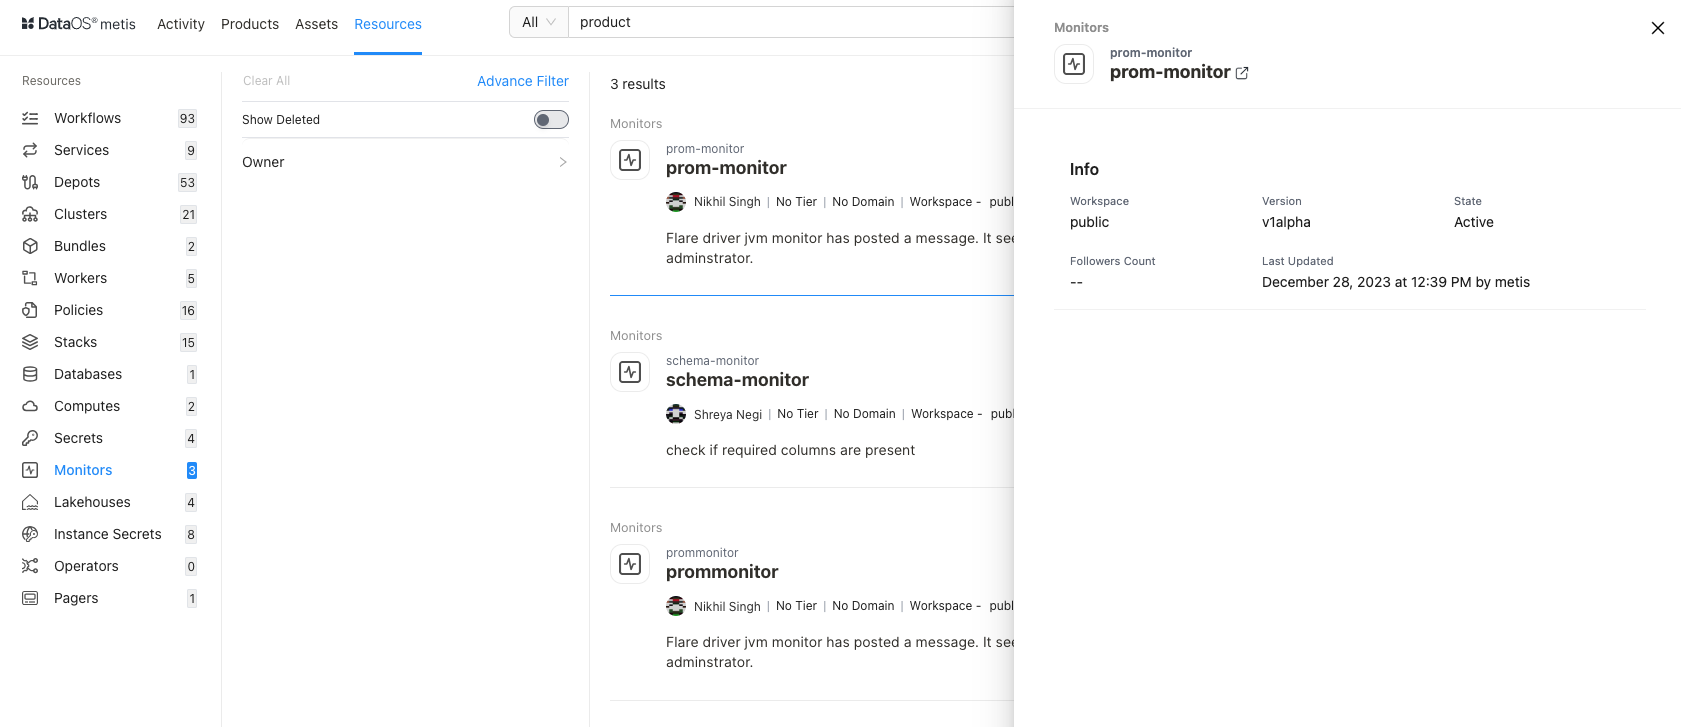 DataOS® metis Activity Products Assets Resources
All product
Resources
Workflows 93
Services 9
Depots 53
Clusters 21
Bundles 2
Workers 5
Policies 16
Stacks 15
Databases 1
Computes 2
Secrets 4
Monitors 3
Lakehouses 4
Instance Secrets 8
Operators 0
Pagers 1
Clear All Advance Filter
Show Deleted
Owner
3 results
Monitors
prom-monitor
prom-monitor
Nikhil Singh | No Tier | No Domain | Workspace - publ
Flare driver jvm monitor has posted a message. It see
adminstrator.
Monitors
schema-monitor
schema-monitor
Shreya Negi | No Tier | No Domain | Workspace - publ
check if required columns are present
Monitors
prommonitor
prommonitor
Nikhil Singh | No Tier | No Domain | Workspace - publ
Flare driver jvm monitor has posted a message. It see
adminstrator.
Monitors
prom-monitor
prom-monitor
Info
Workspace Version State
public v1alpha Active
Followers Count Last Updated
-- December 28, 2023 at 12:39 PM by metis